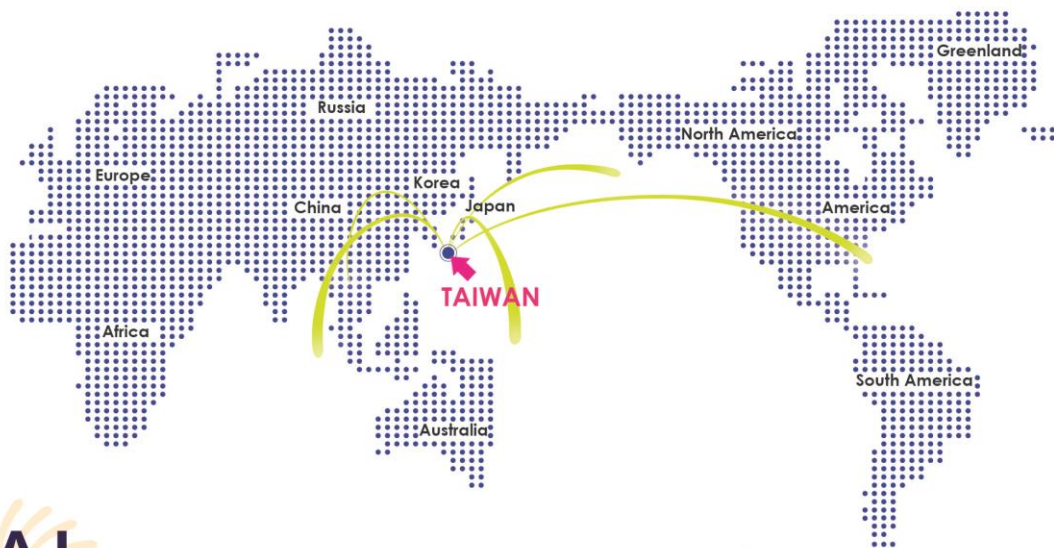 Greenland
Russia
North America
Europe
Korea
China
Japan
America
TAIWAN
Africa
South America
Australia